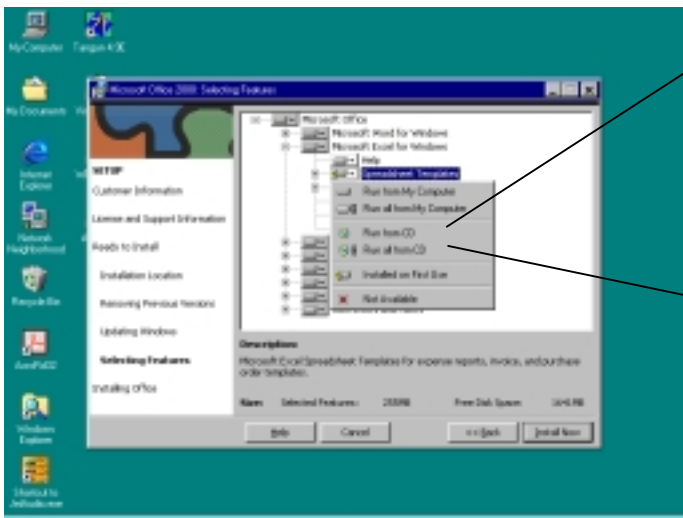 My Computer
My Documents
Internet
Explorer
Network
Neighborhood
Recycle Bin
Windows
Explorer
Shortcut to
Microsoft Office 2000: Selecting Features
SETUP
Customer Information
License and Support Information
Ready to Install
Installation Location
Removing Previous Versions
Updating Windows
Selecting Features
Installing Office
Microsoft Office
Microsoft Word for Windows
Microsoft Excel for Windows
Help
Spreadsheet Templates
Run from My Computer
Run all from My Computer
Run from CD
Run all from CD
Installed on First Use
Not Available
Description:
Microsoft Excel Spreadsheet Templates for expense reports, invoice, and purchase
order templates.
Size: Selected Features: Free Disk Space:
Help Cancel << Back Install Now